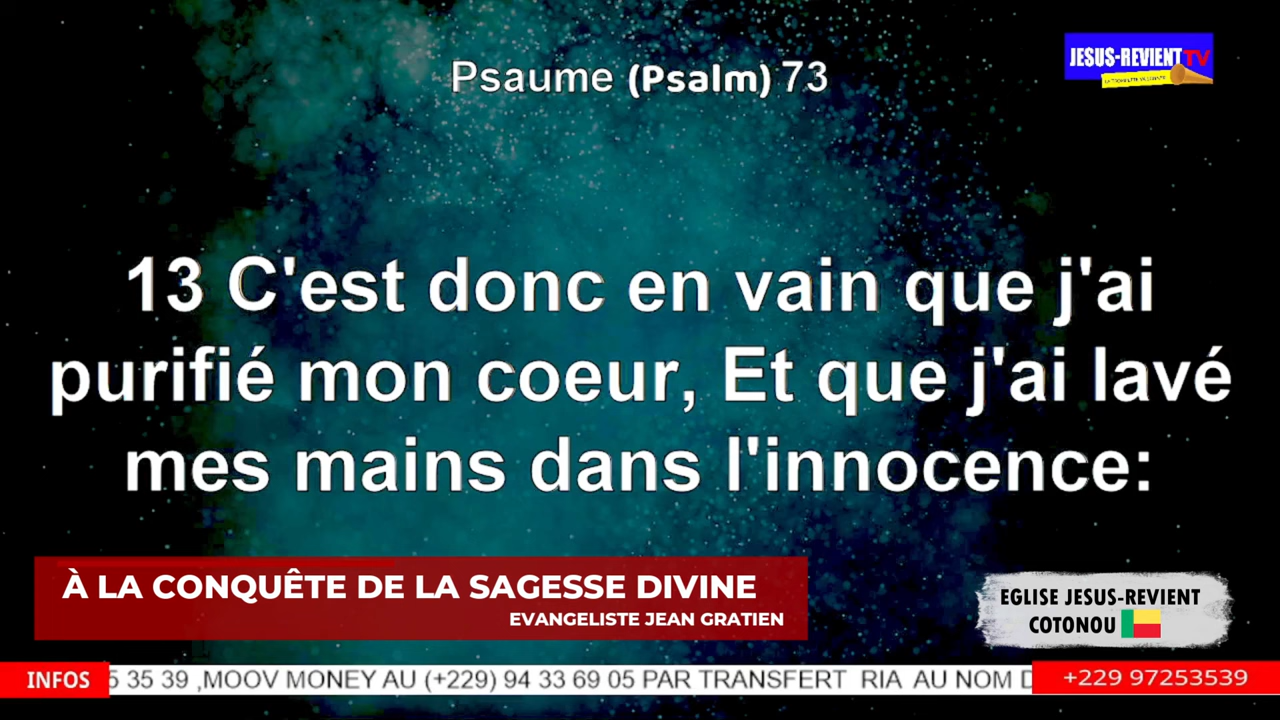 Psaume (Psalm) 73
JESUS-REVIENT TV
13 C'est donc en vain que j'ai
purifié mon coeur, Et que j'ai lavé
mes mains dans l'innocence:
À LA CONQUÊTE DE LA SAGESSE DIVINE
EVANGELISTE JEAN GRATIEN
EGLISE JESUS-REVIENT
COTONOU
INFOS 5 35 39 ,MOOV MONEY AU (+229) 94 33 69 05 PAR TRANSFERT RIA AU NOM D +229 97253539